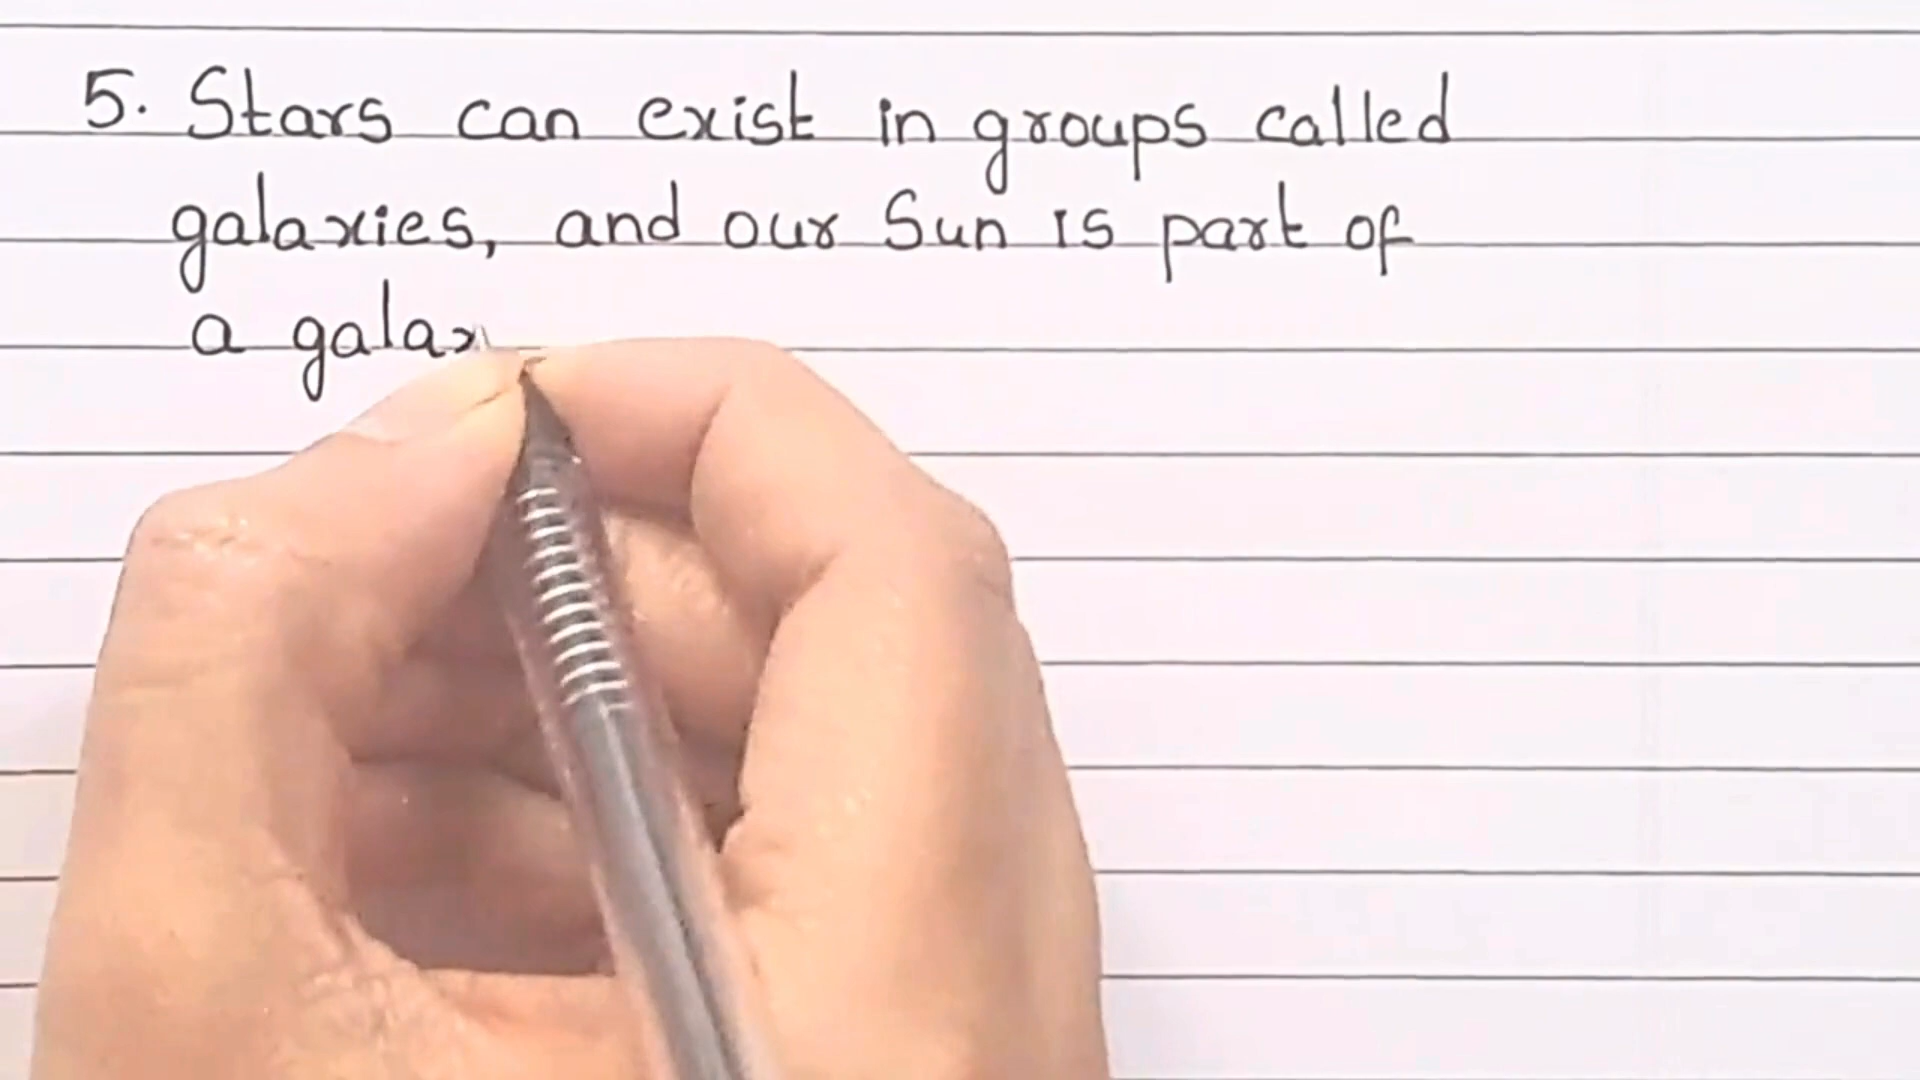 5. Stars can exist in groups called
galaxies, and our Sun is part of
a galax